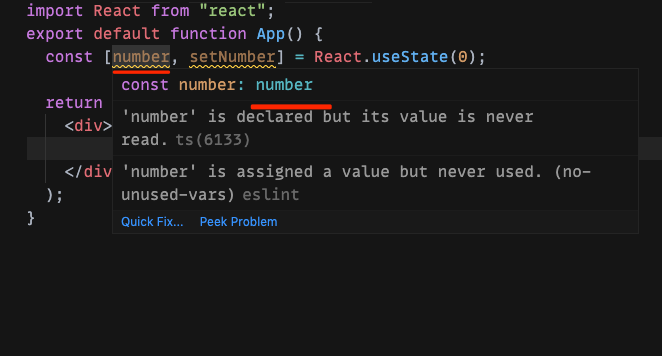 import React from "react";
export default function App() {
const [number, setNumber] = React.useState(0);
const number: number
return
'number' is declared but its value is never
<div>
read. ts(6133)
'number' is assigned a value but never used. (no-
</div
unused-vars) eslint
);
Quick Fix... Peek Problem
}